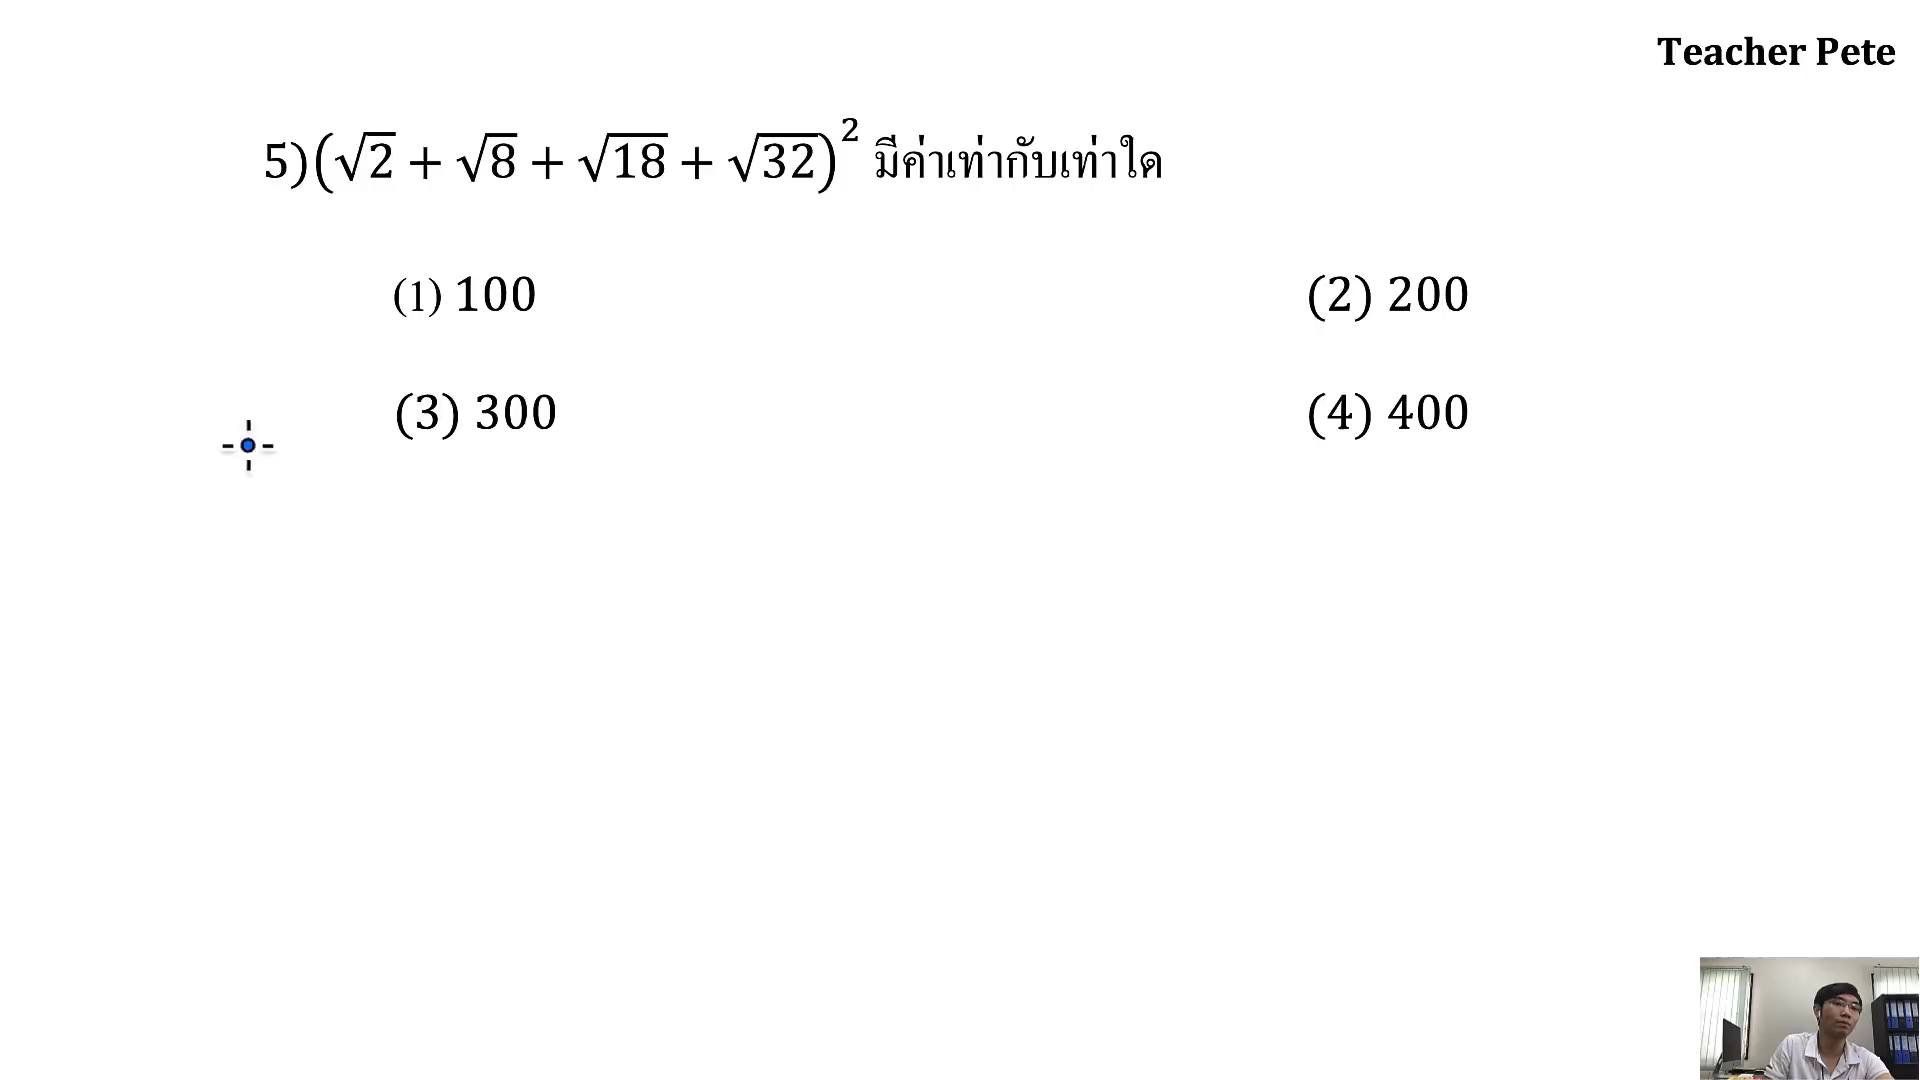 Teacher Pete
5)(√2 + √8 + √18 + √32)² มีค่าเท่ากับเท่าใด
(1) 100
(2) 200
(3) 300
(4) 400